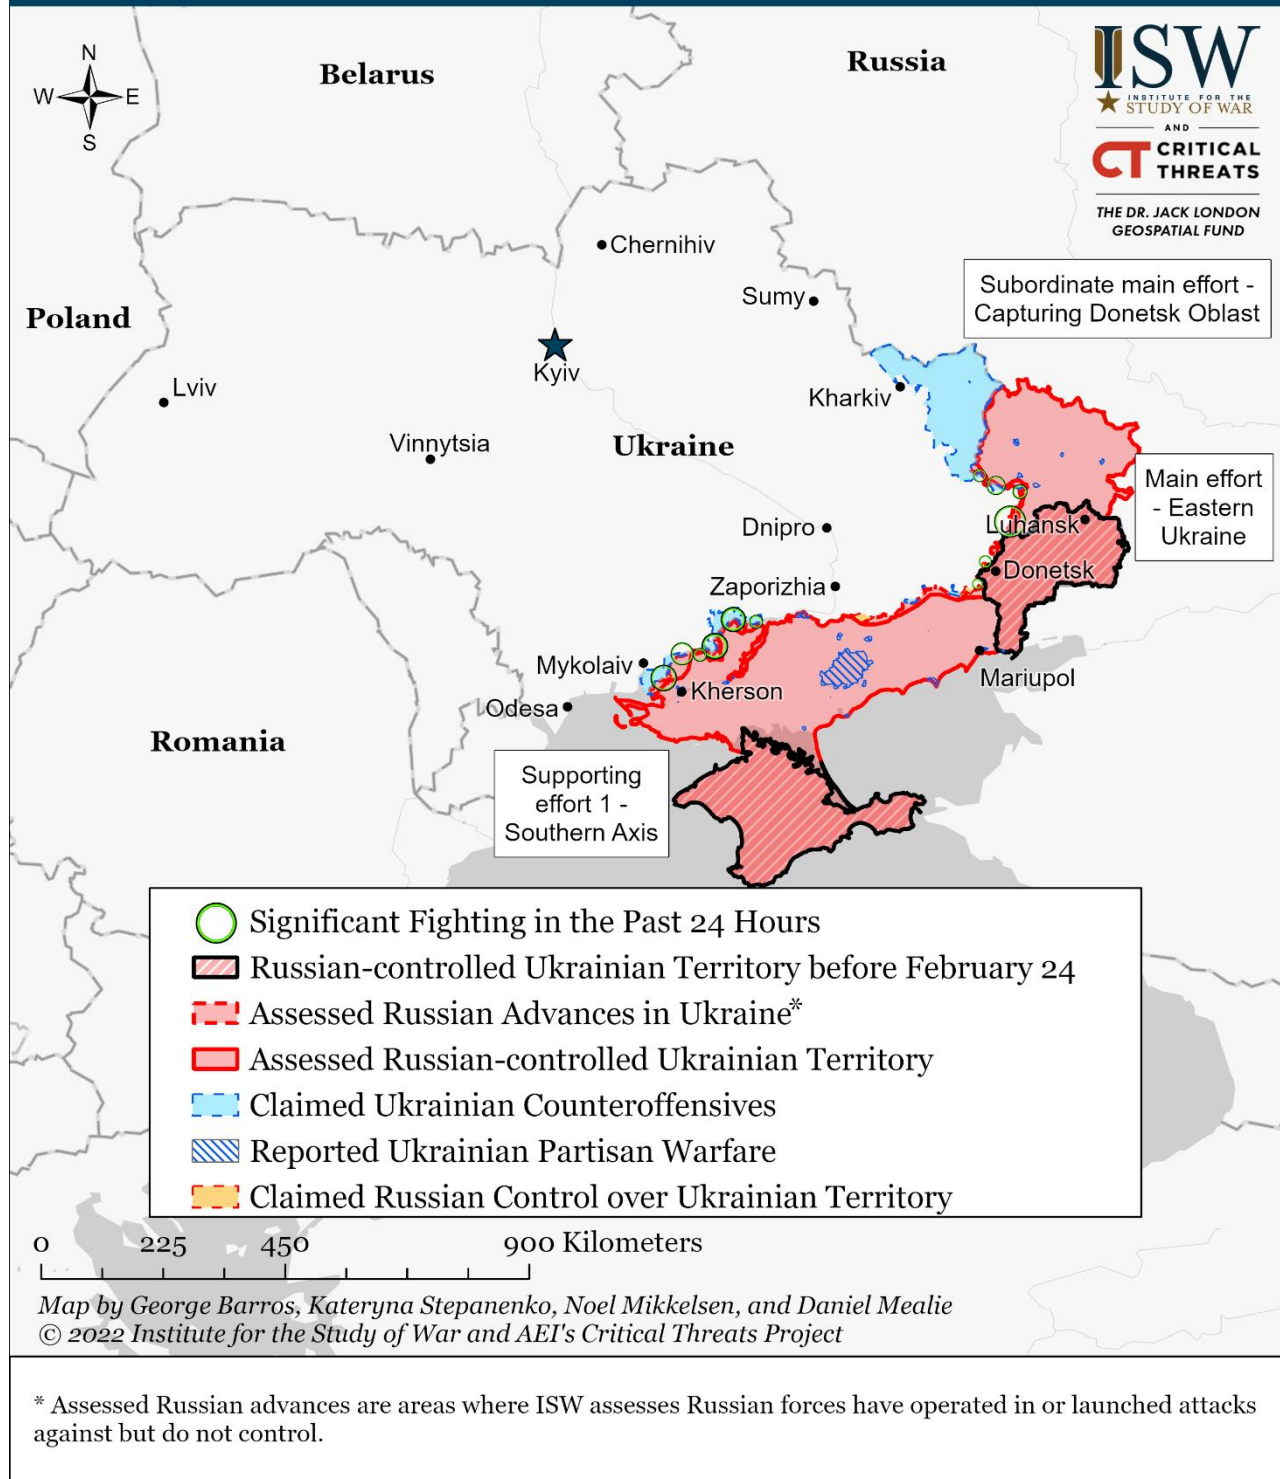 N
W
E
S
Belarus
Russia
ISW
INSTITUTE FOR THE
STUDY OF WAR
AND
CT CRITICAL
THREATS
THE DR. JACK LONDON
GEOSPATIAL FUND
Chernihiv
Subordinate main effort -
Capturing Donetsk Oblast
Sumy
Poland
Kyiv
Lviv
Kharkiv
Vinnytsia
Ukraine
Main effort
- Eastern
Ukraine
Luhansk
Dnipro
Donetsk
Zaporizhia
Mykolaiv
Mariupol
Kherson
Odesa
Romania
Supporting
effort 1 -
Southern Axis
Significant Fighting in the Past 24 Hours
Russian-controlled Ukrainian Territory before February 24
Assessed Russian Advances in Ukraine*
Assessed Russian-controlled Ukrainian Territory
Claimed Ukrainian Counteroffensives
Reported Ukrainian Partisan Warfare
Claimed Russian Control over Ukrainian Territory
0 225 450 900 Kilometers
Map by George Barros, Kateryna Stepanenko, Noel Mikkelsen, and Daniel Mealie
© 2022 Institute for the Study of War and AEI's Critical Threats Project
* Assessed Russian advances are areas where ISW assesses Russian forces have operated in or launched attacks
against but do not control.